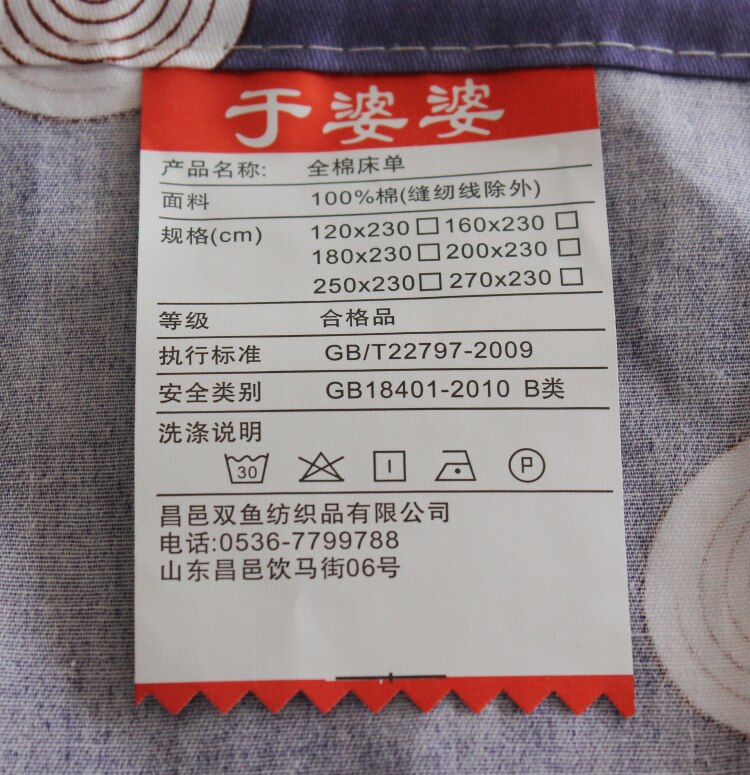 于婆婆
产品名称: 全棉床单
面料 100%棉(缝纫线除外)
规格(cm) 120x230□160x230□
180x230□200x230□
250x230□270x230□
等级 合格品
执行标准 GB/T22797-2009
安全类别 GB18401-2010 B类
洗涤说明
30 P
昌邑双鱼纺织品有限公司
电话:0536-7799788
山东昌邑饮马街06号